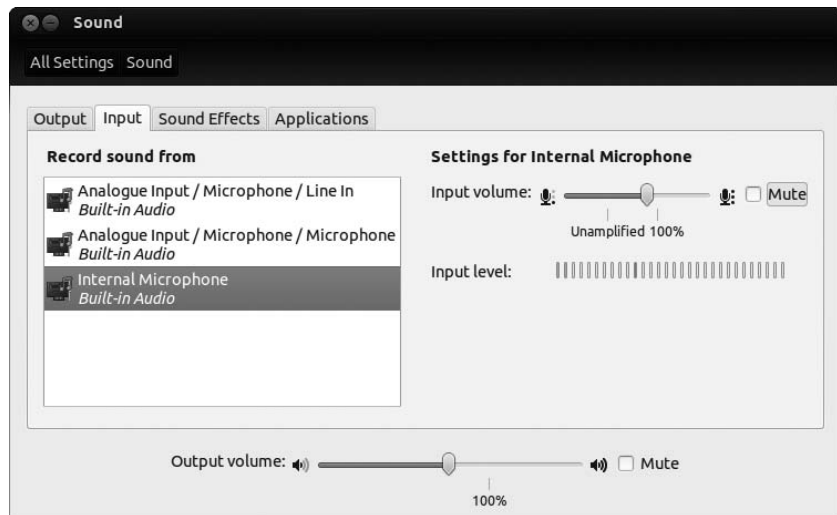 Sound
All Settings Sound
Output Input Sound Effects Applications
Record sound from
Analogue Input / Microphone / Line In
Built-in Audio
Analogue Input / Microphone / Microphone
Built-in Audio
Internal Microphone
Built-in Audio
Settings for Internal Microphone
Input volume: Mute
Unamplified 100%
Input level:
Output volume: Mute
100%